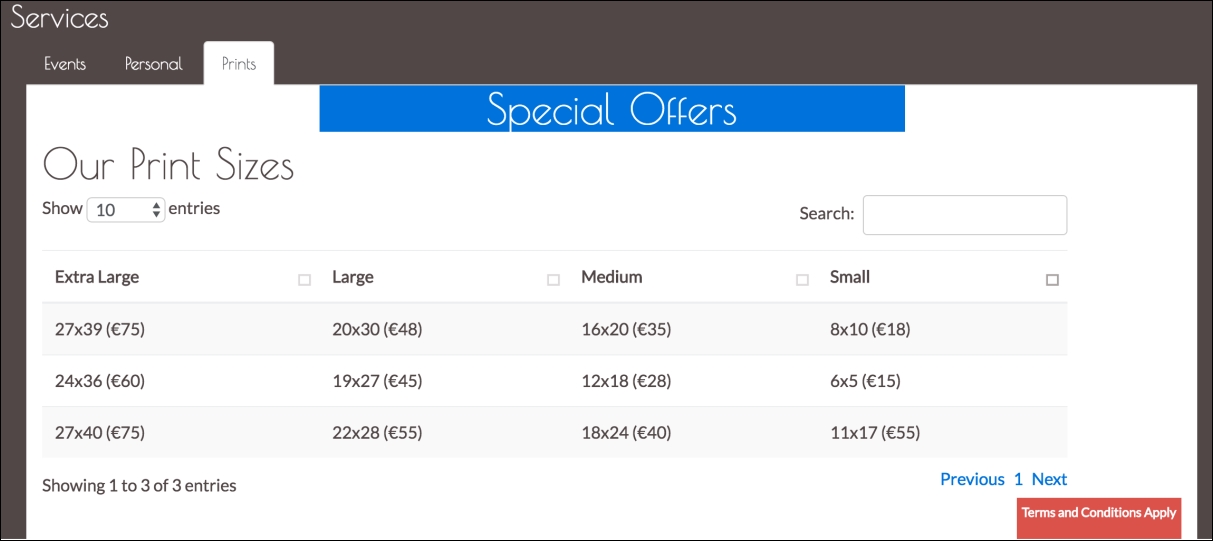 Services
Events Personal Prints
Special Offers
Our Print Sizes
Show 10 entries Search:
Extra Large Large Medium Small
27x39 (€75) 20x30 (€48) 16x20 (€35) 8x10 (€18)
24x36 (€60) 19x27 (€45) 12x18 (€28) 6x5 (€15)
27x40 (€75) 22x28 (€55) 18x24 (€40) 11x17 (€55)
Showing 1 to 3 of 3 entries Previous 1 Next
Terms and Conditions Apply